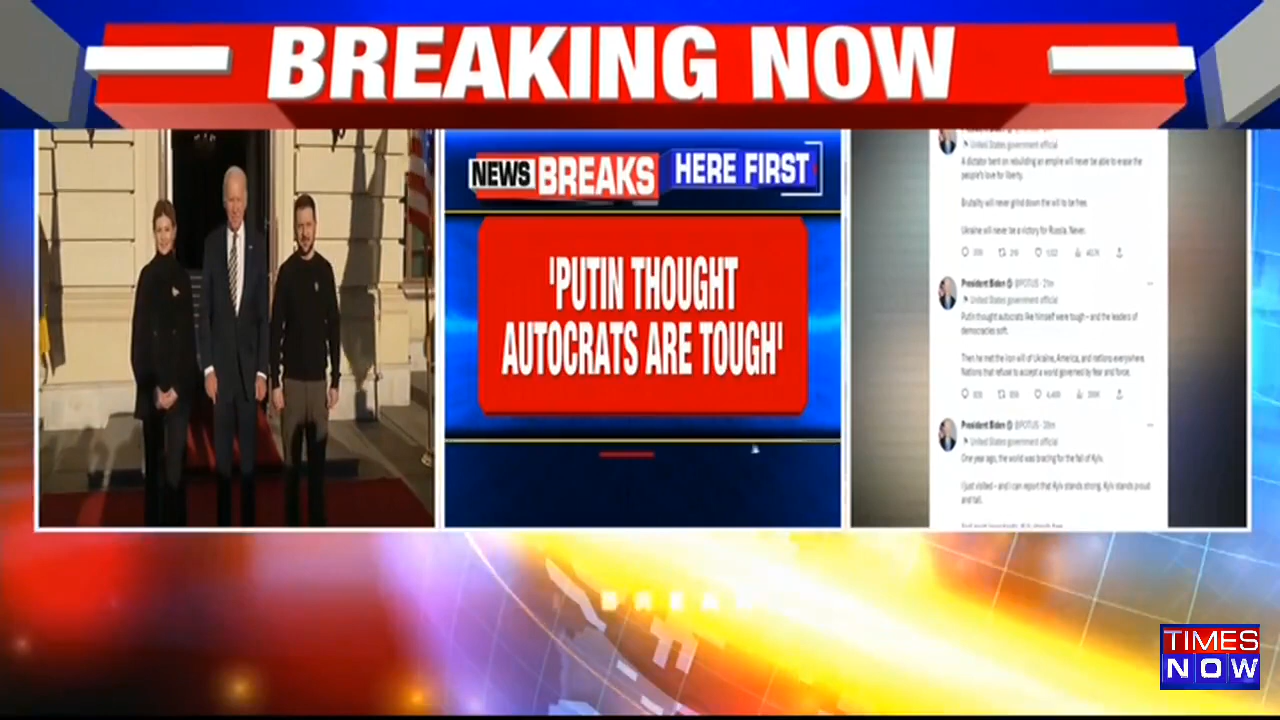 BREAKING NOW
NEWS BREAKS HERE FIRST
'PUTIN THOUGHT
AUTOCRATS ARE TOUGH'
United States government official
A dictator bent on rebuilding an empire will never be able to erase the
people's love for liberty.
Brutality will never grind down the will to be free.
Ukraine will never be a victory for Russia. Never.
President Biden @POTUS
United States government official
Putin thought autocrats like himself were tough – and the leaders of
democracies soft.
Then he met the iron will of Ukraine, America, and nations everywhere
Nations that refuse to accept a world governed by fear and force.
President Biden @POTUS
United States government official
One year ago, the world was bracing for the fall of Kyiv.
I just visited – and I can report that Kyiv stands strong. Kyiv stands proud
and tall.
TIMES
NOW